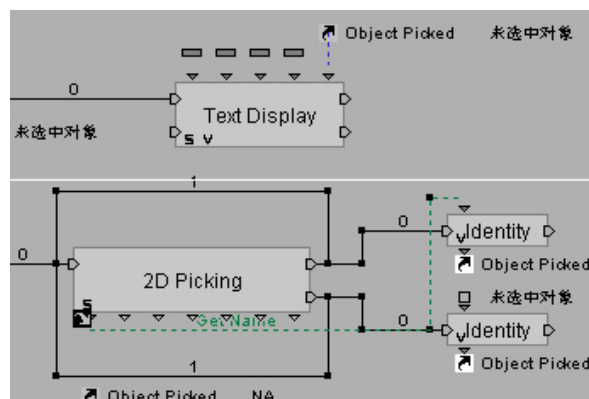 Object Picked 未选中对象
0
Text Display
未选中对象
S V
1
0
Identity
0
V
Object Picked
2D Picking
S
未选中对象
Get Name
0
Identity
V
1
Object Picked
Object Picked NA